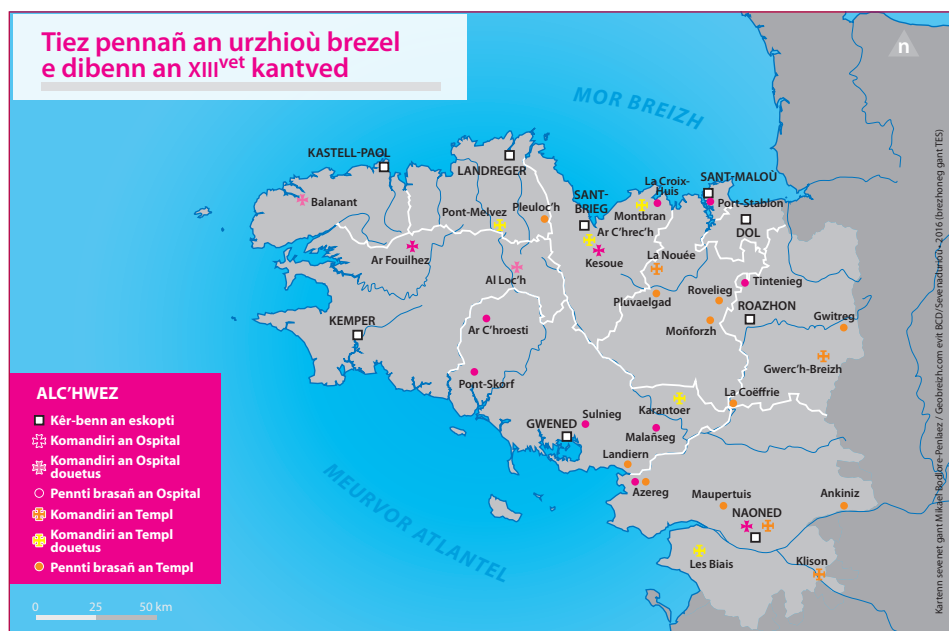 Tiez pennañ an urzhioù brezel
e dibenn an XIIIvet kantved
n
MOR BREIZH
KASTELL-PAOL
LANDREGER
SANT-MALOÙ
La Croix-
Huis
Port-Stablon
SANT-
BRIEG
Balanant
Pont-Melvez
Pleuloc'h
Montbran
DOL
Ar C'hrec'h
Ar Fouilhez
Kesoue
La Nouée
Al Loc'h
Tintenieg
Pluvaelgad
Rovelieg
ROAZHON
Gwitreg
KEMPER
Ar C'hroesti
Moñforzh
Gwerc'h-Breizh
Pont-Skorf
La Coëffrie
Karantoer
GWENED
Sulnieg
Malañseg
Landiern
Azereg
Maupertuis
Ankiniz
NAONED
Les Biais
Klison
MEURVOR ATLANTEL
ALC'HWEZ
Kêr-benn an eskopti
Komandiri an Ospital
Komandiri an Ospital
douetus
Pennti brasañ an Ospital
Komandiri an Templ
Komandiri an Templ
douetus
Pennti brasañ an Templ
0 25 50 km
Kartenn sevenet gant Mikael Bodlore-Penlaez / Geobreizh.com evit BCD/Sevenadurioù - 2016 (brezhoneg gant TES)